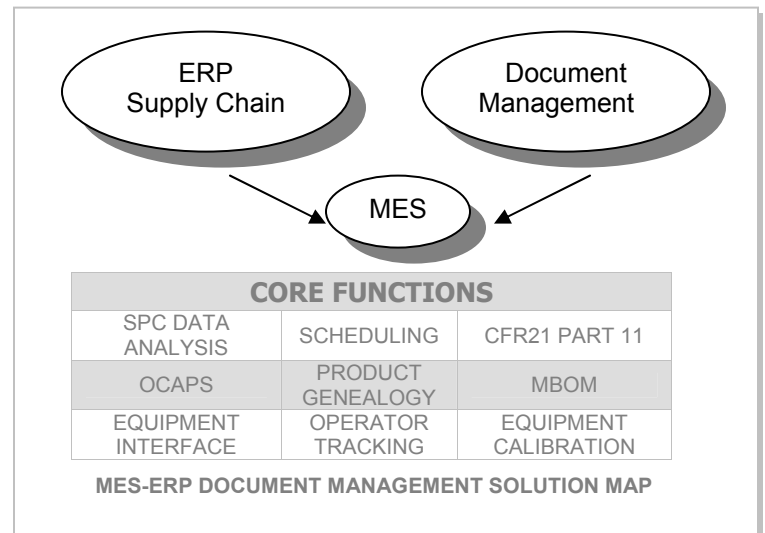 ERP
Supply Chain
Document
Management
MES
CORE FUNCTIONS
SPC DATA
ANALYSIS
SCHEDULING
CFR21 PART 11
OCAPS
PRODUCT
GENEALOGY
MBOM
EQUIPMENT
INTERFACE
OPERATOR
TRACKING
EQUIPMENT
CALIBRATION
MES-ERP DOCUMENT MANAGEMENT SOLUTION MAP